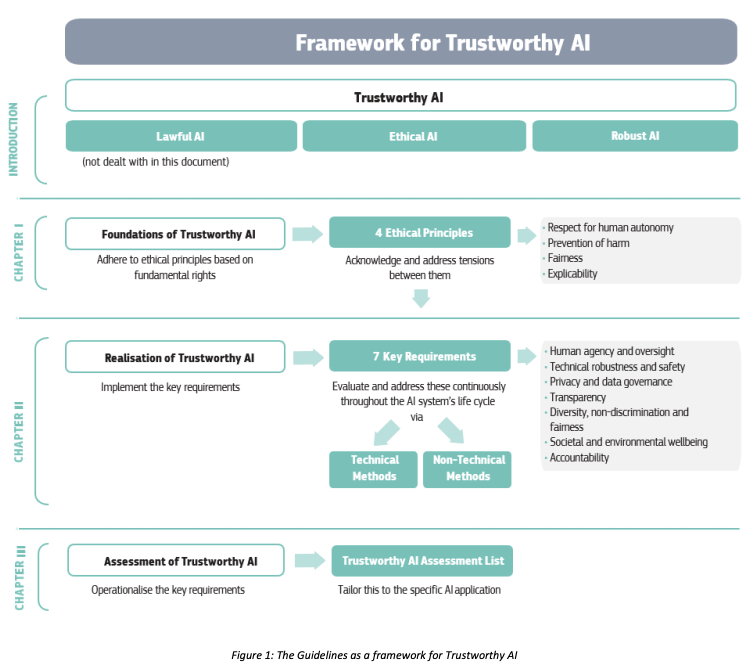 Framework for Trustworthy AI
INTRODUCTION
Trustworthy AI
Lawful AI
Ethical AI
Robust AI
(not dealt with in this document)
CHAPTER I
Foundations of Trustworthy AI
Adhere to ethical principles based on
fundamental rights
4 Ethical Principles
Acknowledge and address tensions
between them
· Respect for human autonomy
· Prevention of harm
· Fairness
· Explicability
CHAPTER II
Realisation of Trustworthy AI
Implement the key requirements
7 Key Requirements
Evaluate and address these continuously
throughout the AI system's life cycle
via
Technical
Methods
Non-Technical
Methods
· Human agency and oversight
· Technical robustness and safety
· Privacy and data governance
· Transparency
· Diversity, non-discrimination and
fairness
· Societal and environmental wellbeing
· Accountability
CHAPTER III
Assessment of Trustworthy AI
Operationalise the key requirements
Trustworthy AI Assessment List
Tailor this to the specific AI application
Figure 1: The Guidelines as a framework for Trustworthy AI